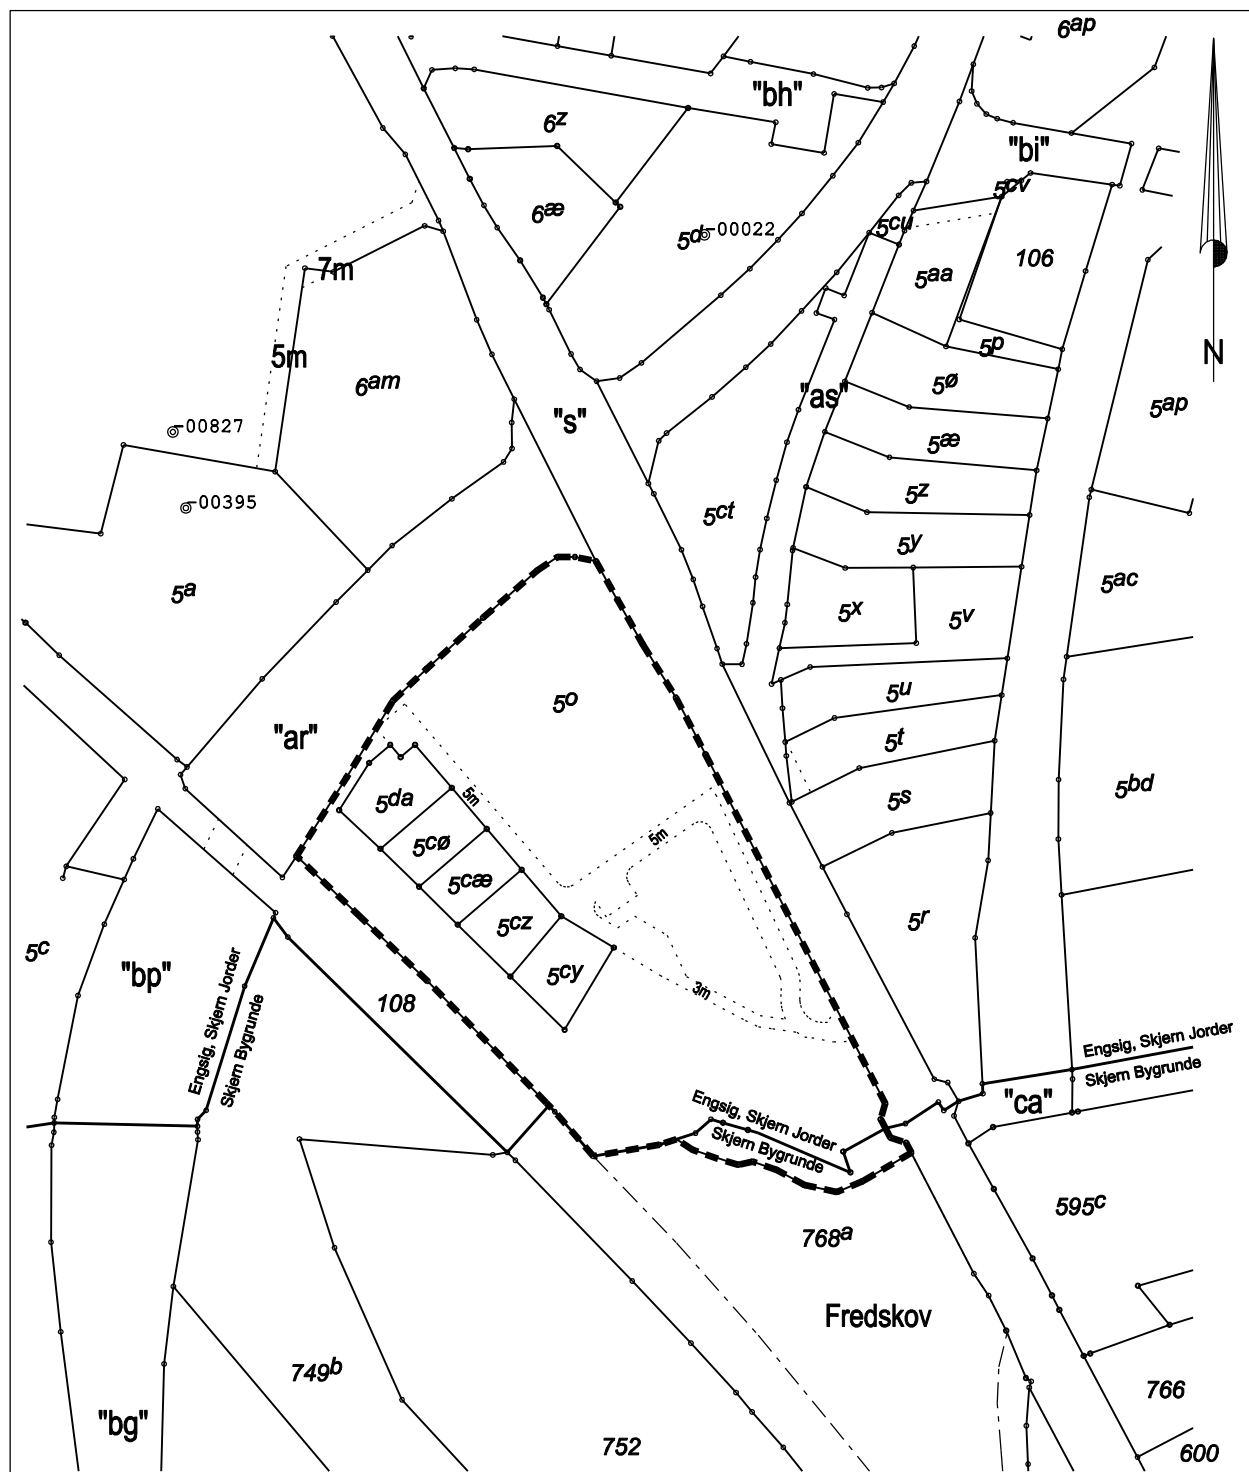 6ap
"bh"
6z
"bi"
5cv
6æ
5cu
5d
00022
106
5aa
7m
N
5m
5p
6am
5ø
"as"
"s"
5ap
00827
5æ
5z
00395
5ct
5y
5ac
5a
5x
5v
5u
5o
"ar"
5t
5bd
5da
5m
5s
5m
5cø
5cæ
5r
5cz
5c
5cy
"bp"
3m
108
Engsig, Skjern Jorder
Skjern Bygrunde
Engsig, Skjern Jorder
Skjern Bygrunde
"ca"
Engsig, Skjern Jorder
Skjern Bygrunde
595c
768a
Fredskov
749b
766
"bg"
752
600